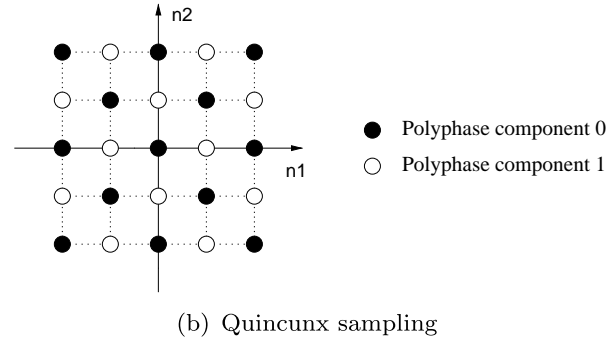 n2
Polyphase component 0
n1
Polyphase component 1
(b) Quincunx sampling